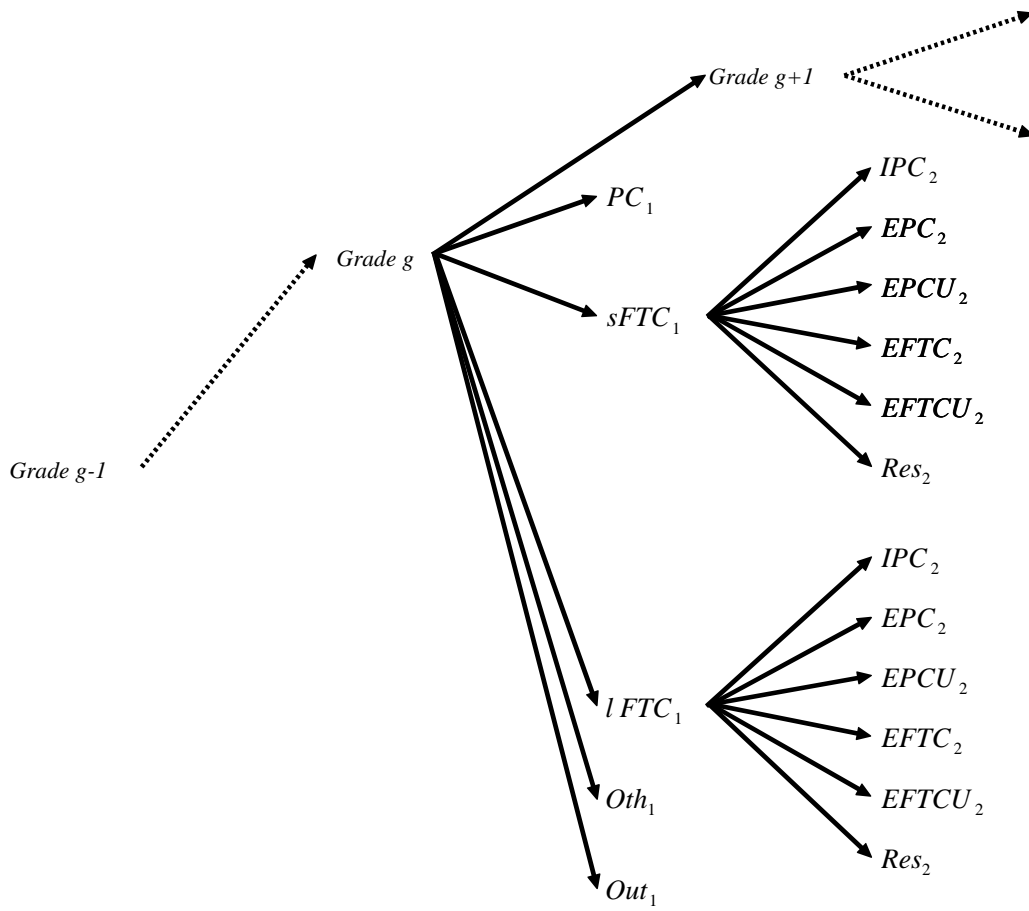 Grade g+1
IPC₂
PC₁
EPC₂
Grade g
EPCU₂
sFTC₁
EFTC₂
EFTCU₂
Grade g-1
Res₂
IPC₂
EPC₂
EPCU₂
l FTC₁
EFTC₂
Oth₁
EFTCU₂
Res₂
Out₁